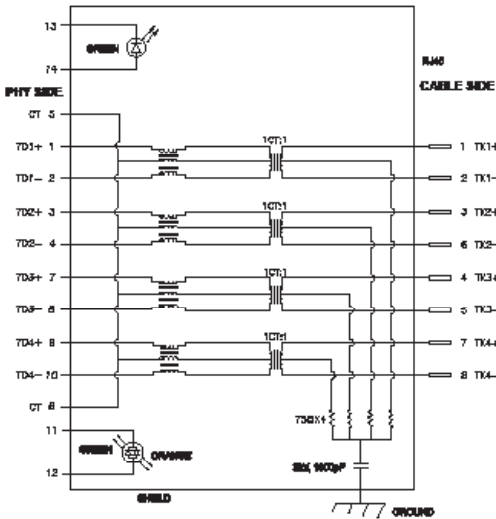 13
GREEN
14
RJ45
PHY SIDE
CABLE SIDE
CT 5
TD1+ 1
1CT:1
1 TX1+
TD1- 2
2 TX1-
TD2+ 3
1CT:1
3 TX2+
TD2- 4
6 TX2-
TD3+ 7
1CT:1
4 TX3+
TD3- 8
5 TX3-
TD4+ 9
1CT:1
7 TX4+
TD4- 10
8 TX4-
CT 6
75ΩX4
11
GREEN
ORANGE
12
2KV, 1000pF
SHIELD
GROUND